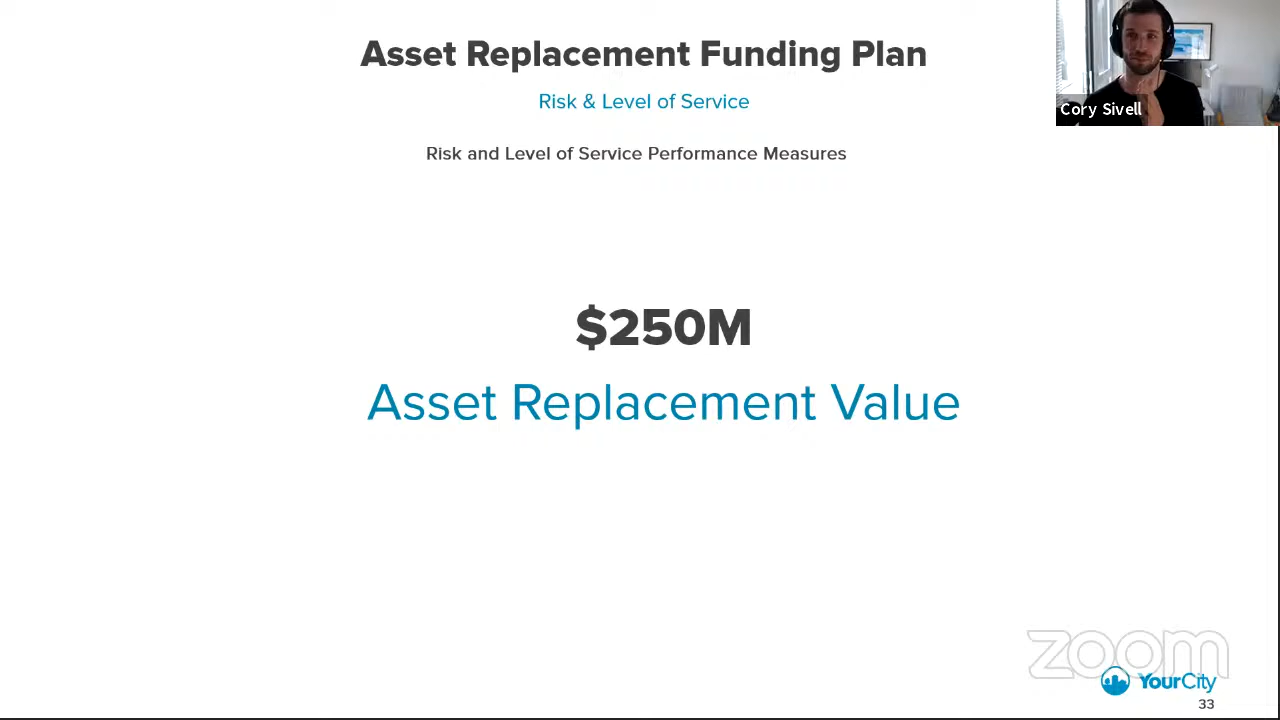 Asset Replacement Funding Plan
Risk & Level of Service
Cory Sivell
Risk and Level of Service Performance Measures
$250M
Asset Replacement Value
zoom
YourCity
33